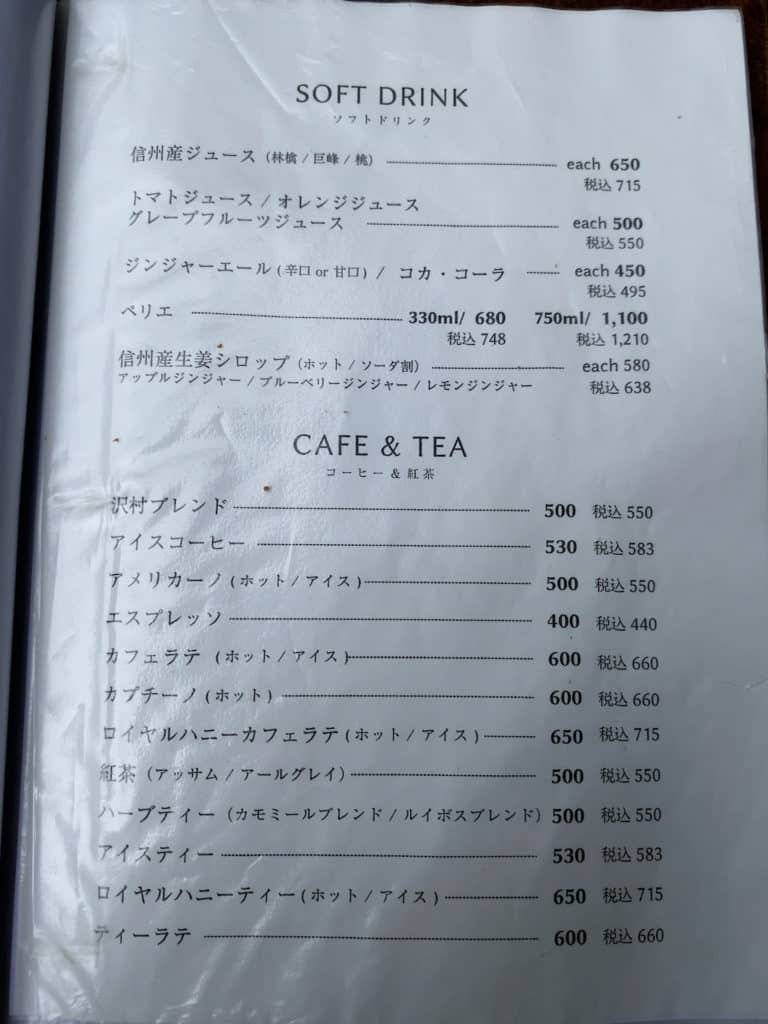 SOFT DRINK
ソフトドリンク
信州産ジュース（林檎 / 巨峰 / 桃） each 650
税込 715
トマトジュース / オレンジジュース
グレープフルーツジュース each 500
税込 550
ジンジャーエール ( 辛口 or 甘口 ) / コカ・コーラ each 450
税込 495
ペリエ 330ml/ 680 750ml/ 1,100
税込 748 税込 1,210
信州産生姜シロップ（ホット / ソーダ割） each 580
アップルジンジャー / ブルーベリージンジャー / レモンジンジャー 税込 638
CAFE & TEA
コーヒー & 紅茶
沢村ブレンド 500 税込 550
アイスコーヒー 530 税込 583
アメリカーノ ( ホット / アイス ) 500 税込 550
エスプレッソ 400 税込 440
カフェラテ ( ホット / アイス ) 600 税込 660
カプチーノ ( ホット ) 600 税込 660
ロイヤルハニーカフェラテ ( ホット / アイス ) 650 税込 715
紅茶（アッサム / アールグレイ） 500 税込 550
ハーブティー（カモミールブレンド / ルイボスブレンド） 500 税込 550
アイスティー 530 税込 583
ロイヤルハニーティー ( ホット / アイス ) 650 税込 715
ティーラテ 600 税込 660